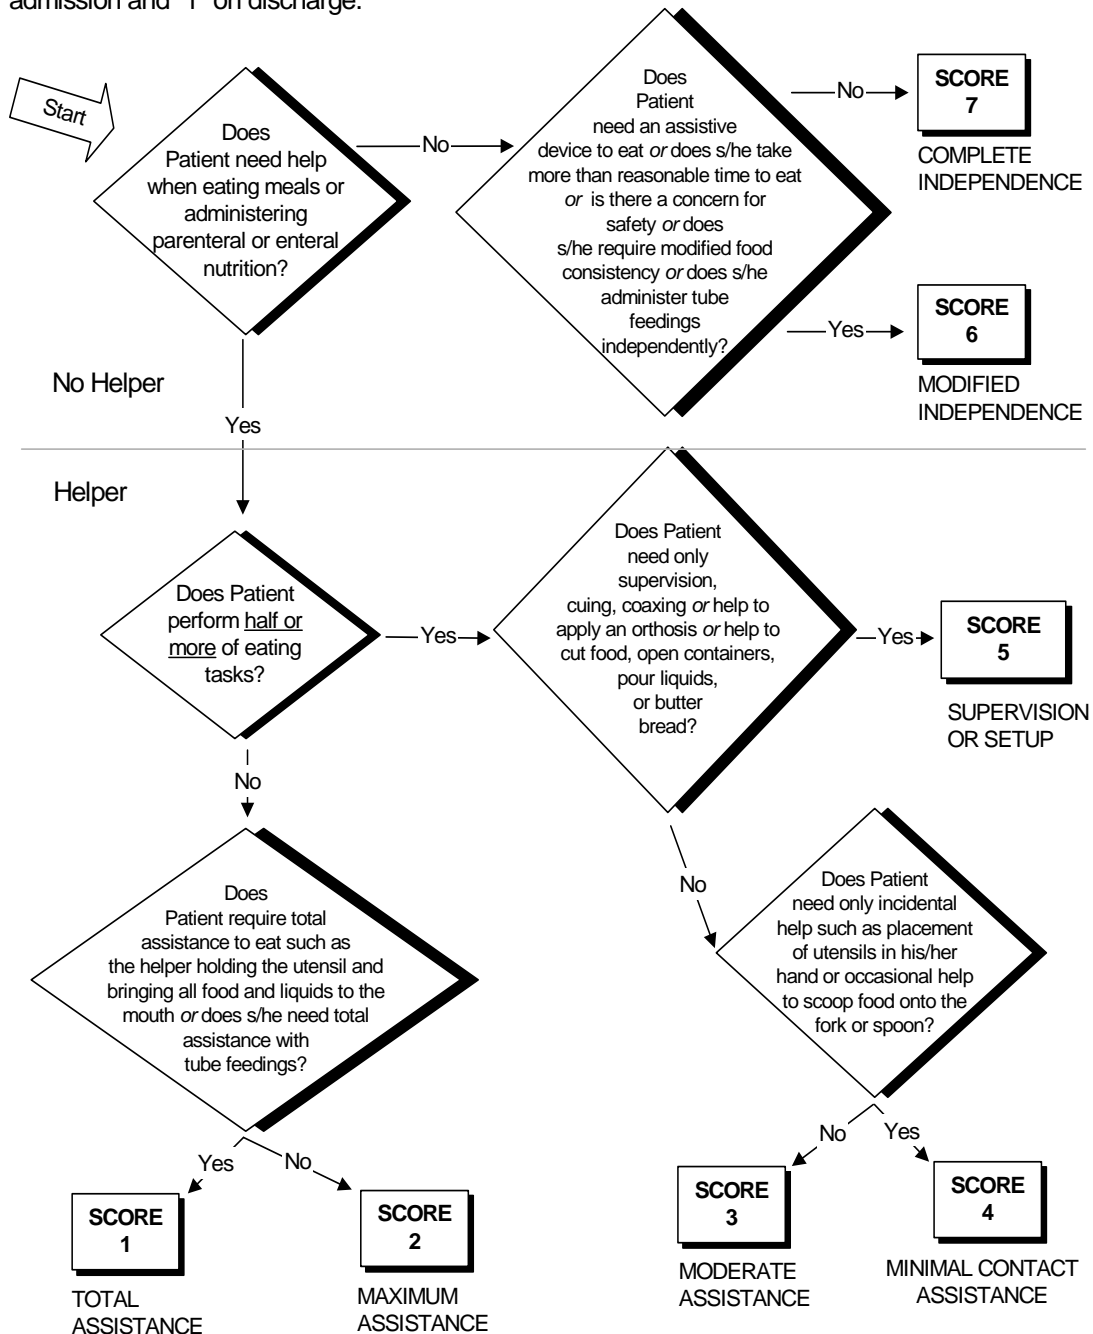 admission and "1" on discharge.
Start
Does
Patient need help
when eating meals or
administering
parenteral or enteral
nutrition?
No
Does
Patient
need an assistive
device to eat or does s/he take
more than reasonable time to eat
or is there a concern for
safety or does
s/he require modified food
consistency or does s/he
administer tube
feedings
independently?
No
SCORE
7
COMPLETE
INDEPENDENCE
Yes
SCORE
6
MODIFIED
INDEPENDENCE
No Helper
Yes
Helper
Does Patient
perform half or
more of eating
tasks?
Yes
Does Patient
need only
supervision,
cuing, coaxing or help to
apply an orthosis or help to
cut food, open containers,
pour liquids,
or butter
bread?
Yes
SCORE
5
SUPERVISION
OR SETUP
No
Does
Patient require total
assistance to eat such as
the helper holding the utensil and
bringing all food and liquids to the
mouth or does s/he need total
assistance with
tube feedings?
No
Does Patient
need only incidental
help such as placement
of utensils in his/her
hand or occasional help
to scoop food onto the
fork or spoon?
Yes
No
SCORE
1
TOTAL
ASSISTANCE
SCORE
2
MAXIMUM
ASSISTANCE
No
Yes
SCORE
3
MODERATE
ASSISTANCE
SCORE
4
MINIMAL CONTACT
ASSISTANCE